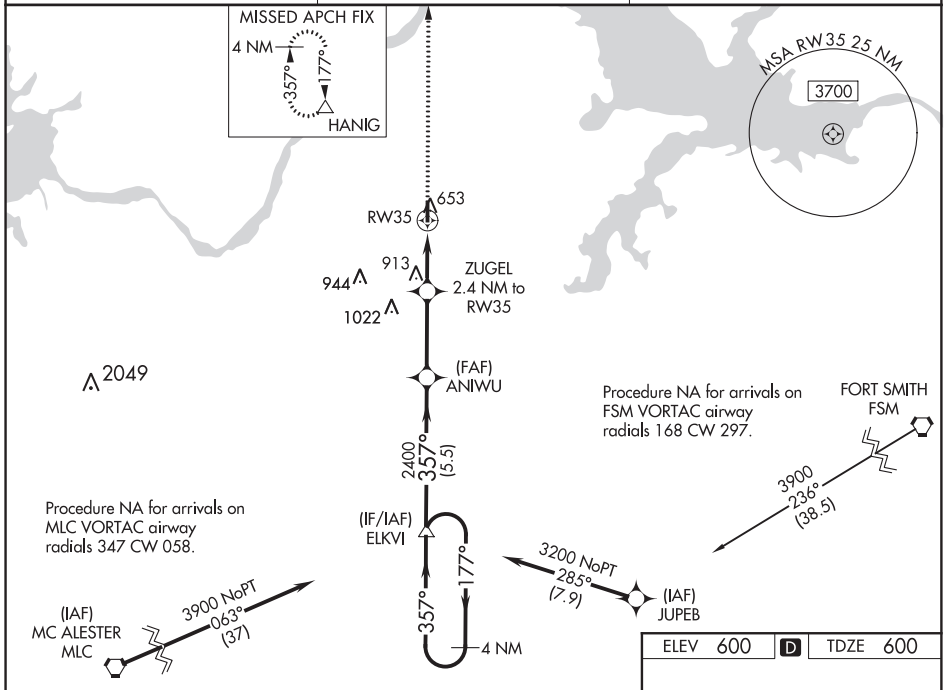 MISSED APCH FIX
4 NM
357°
177°
HANIG
MSA RW35 25 NM
3700
653
RW35
913
944
1022
ZUGEL
2.4 NM to
RW35
2049
(FAF)
ANIWU
2400
357°
(5.5)
Procedure NA for arrivals on
FSM VORTAC airway
radials 168 CW 297.
FORT SMITH
FSM
3900
236°
(38.5)
Procedure NA for arrivals on
MLC VORTAC airway
radials 347 CW 058.
(IF/IAF)
ELKVI
3200 NoPT
285°
(7.9)
(IAF)
JUPEB
3900 NoPT
063°
(37)
(IAF)
MC ALESTER
MLC
357°
177°
4 NM
ELEV 600
D
TDZE 600